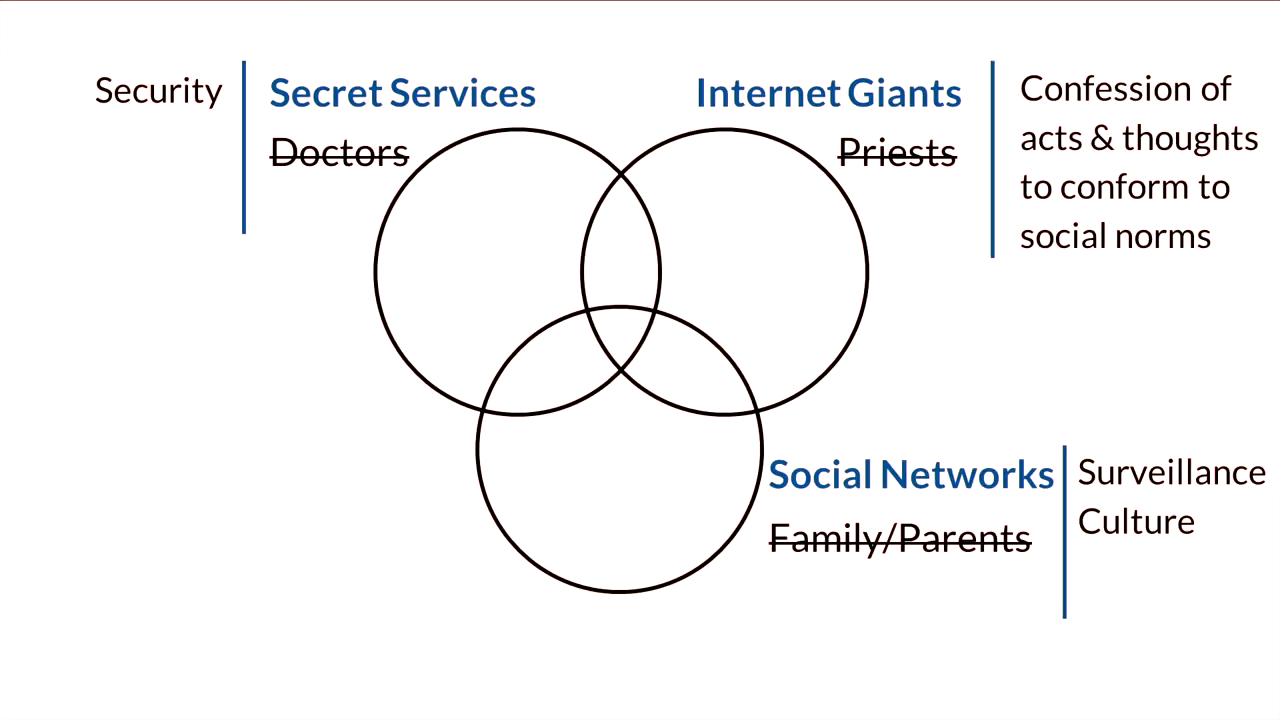 Security
Secret Services
Doctors
Internet Giants
Priests
Confession of
acts & thoughts
to conform to
social norms
Social Networks
Family/Parents
Surveillance
Culture